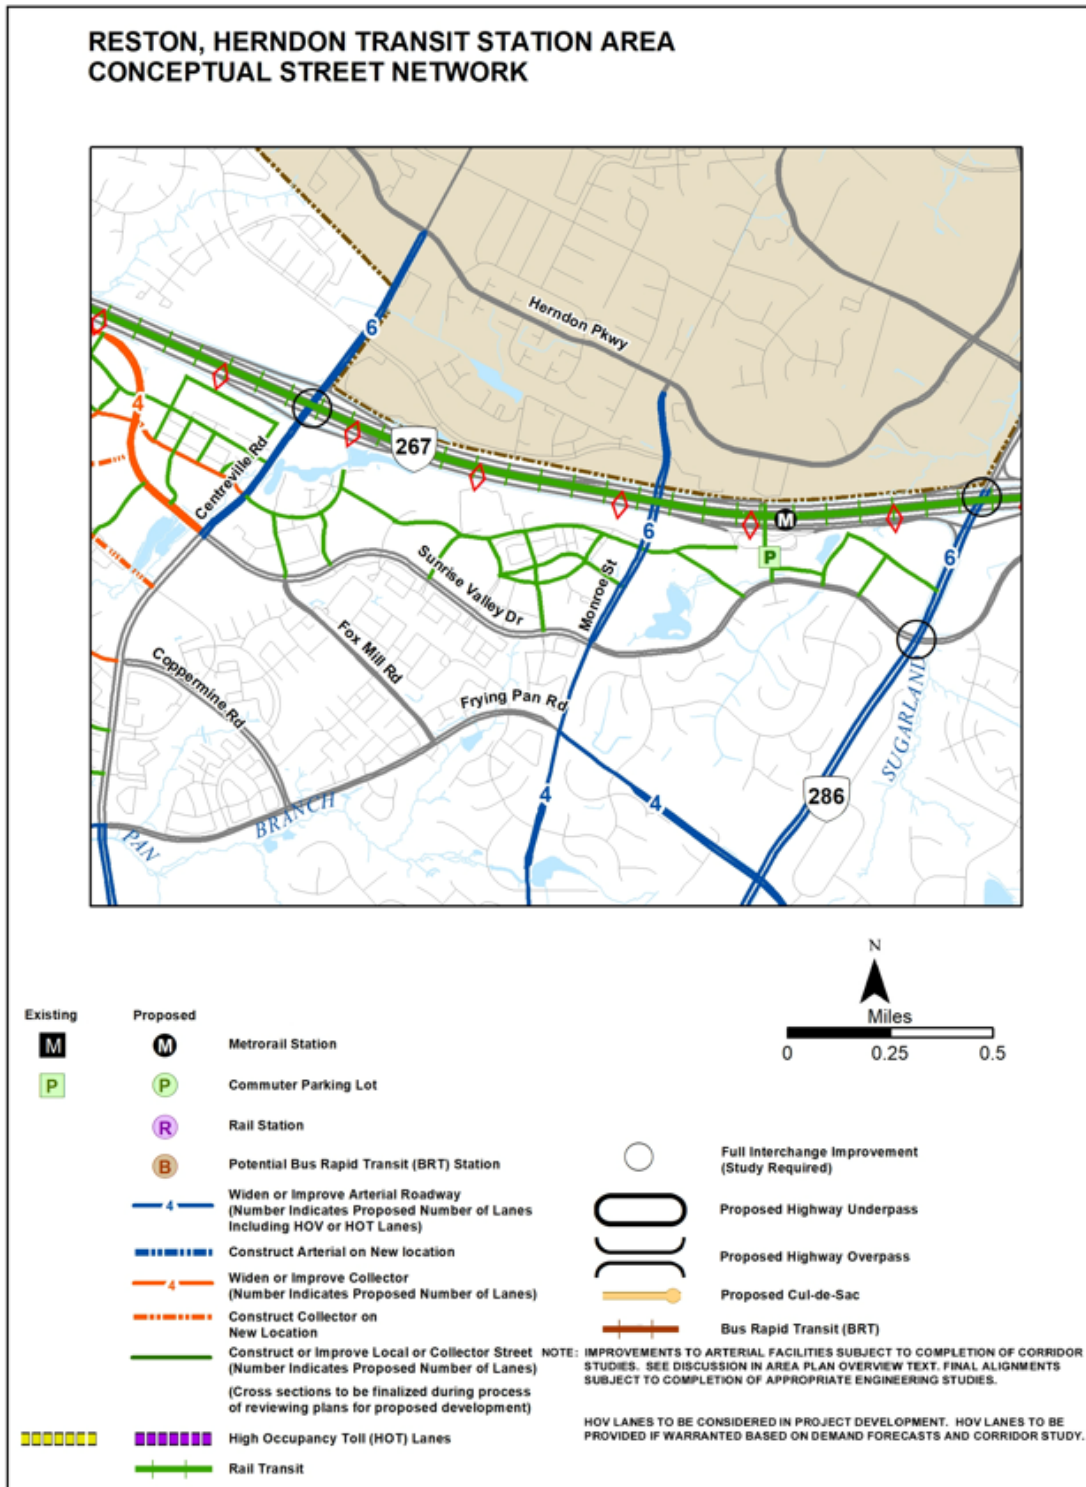 RESTON, HERNDON TRANSIT STATION AREA
CONCEPTUAL STREET NETWORK
Herndon Pkwy
6
4
Centreville Rd
267
M
P
6
6
Sunrise Valley Dr
Monroe St
Fox Mill Rd
Coppermine Rd
Frying Pan Rd
SUGARLAND
286
4
4
BRANCH
PAN
N
Miles
0 0.25 0.5
Existing Proposed
M M Metrorail Station
P P Commuter Parking Lot
R Rail Station
B Potential Bus Rapid Transit (BRT) Station
4 Widen or Improve Arterial Roadway
(Number Indicates Proposed Number of Lanes
Including HOV or HOT Lanes)
Construct Arterial on New location
4 Widen or Improve Collector
(Number Indicates Proposed Number of Lanes)
Construct Collector on
New Location
Construct or Improve Local or Collector Street
(Number Indicates Proposed Number of Lanes)
(Cross sections to be finalized during process
of reviewing plans for proposed development)
High Occupancy Toll (HOT) Lanes
Rail Transit
Full Interchange Improvement
(Study Required)
Proposed Highway Underpass
Proposed Highway Overpass
Proposed Cul-de-Sac
Bus Rapid Transit (BRT)
NOTE: IMPROVEMENTS TO ARTERIAL FACILITIES SUBJECT TO COMPLETION OF CORRIDOR
STUDIES. SEE DISCUSSION IN AREA PLAN OVERVIEW TEXT. FINAL ALIGNMENTS
SUBJECT TO COMPLETION OF APPROPRIATE ENGINEERING STUDIES.
HOV LANES TO BE CONSIDERED IN PROJECT DEVELOPMENT. HOV LANES TO BE
PROVIDED IF WARRANTED BASED ON DEMAND FORECASTS AND CORRIDOR STUDY.